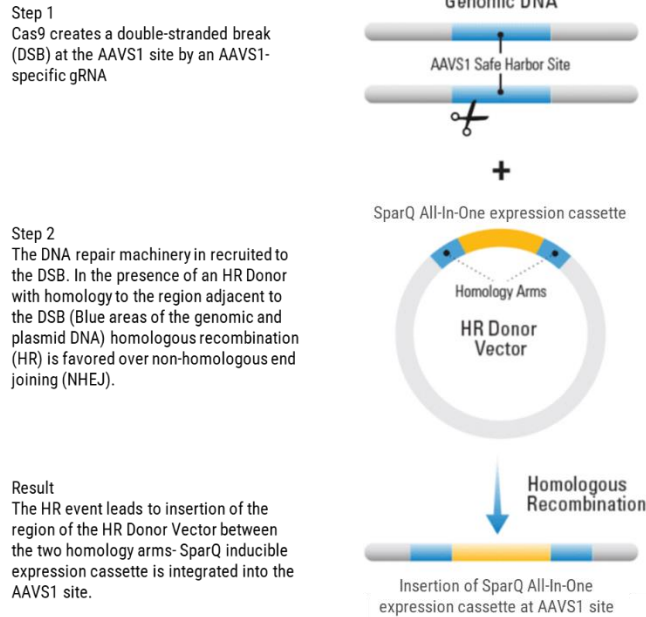 Step 1
Cas9 creates a double-stranded break
(DSB) at the AAVS1 site by an AAVS1-
specific gRNA
Genomic DNA
AAVS1 Safe Harbor Site
+
SparQ All-In-One expression cassette
Step 2
The DNA repair machinery in recruited to
the DSB. In the presence of an HR Donor
with homology to the region adjacent to
the DSB (Blue areas of the genomic and
plasmid DNA) homologous recombination
(HR) is favored over non-homologous end
joining (NHEJ).
Homology Arms
HR Donor
Vector
Result
The HR event leads to insertion of the
region of the HR Donor Vector between
the two homology arms- SparQ inducible
expression cassette is integrated into the
AAVS1 site.
Homologous
Recombination
Insertion of SparQ All-In-One
expression cassette at AAVS1 site